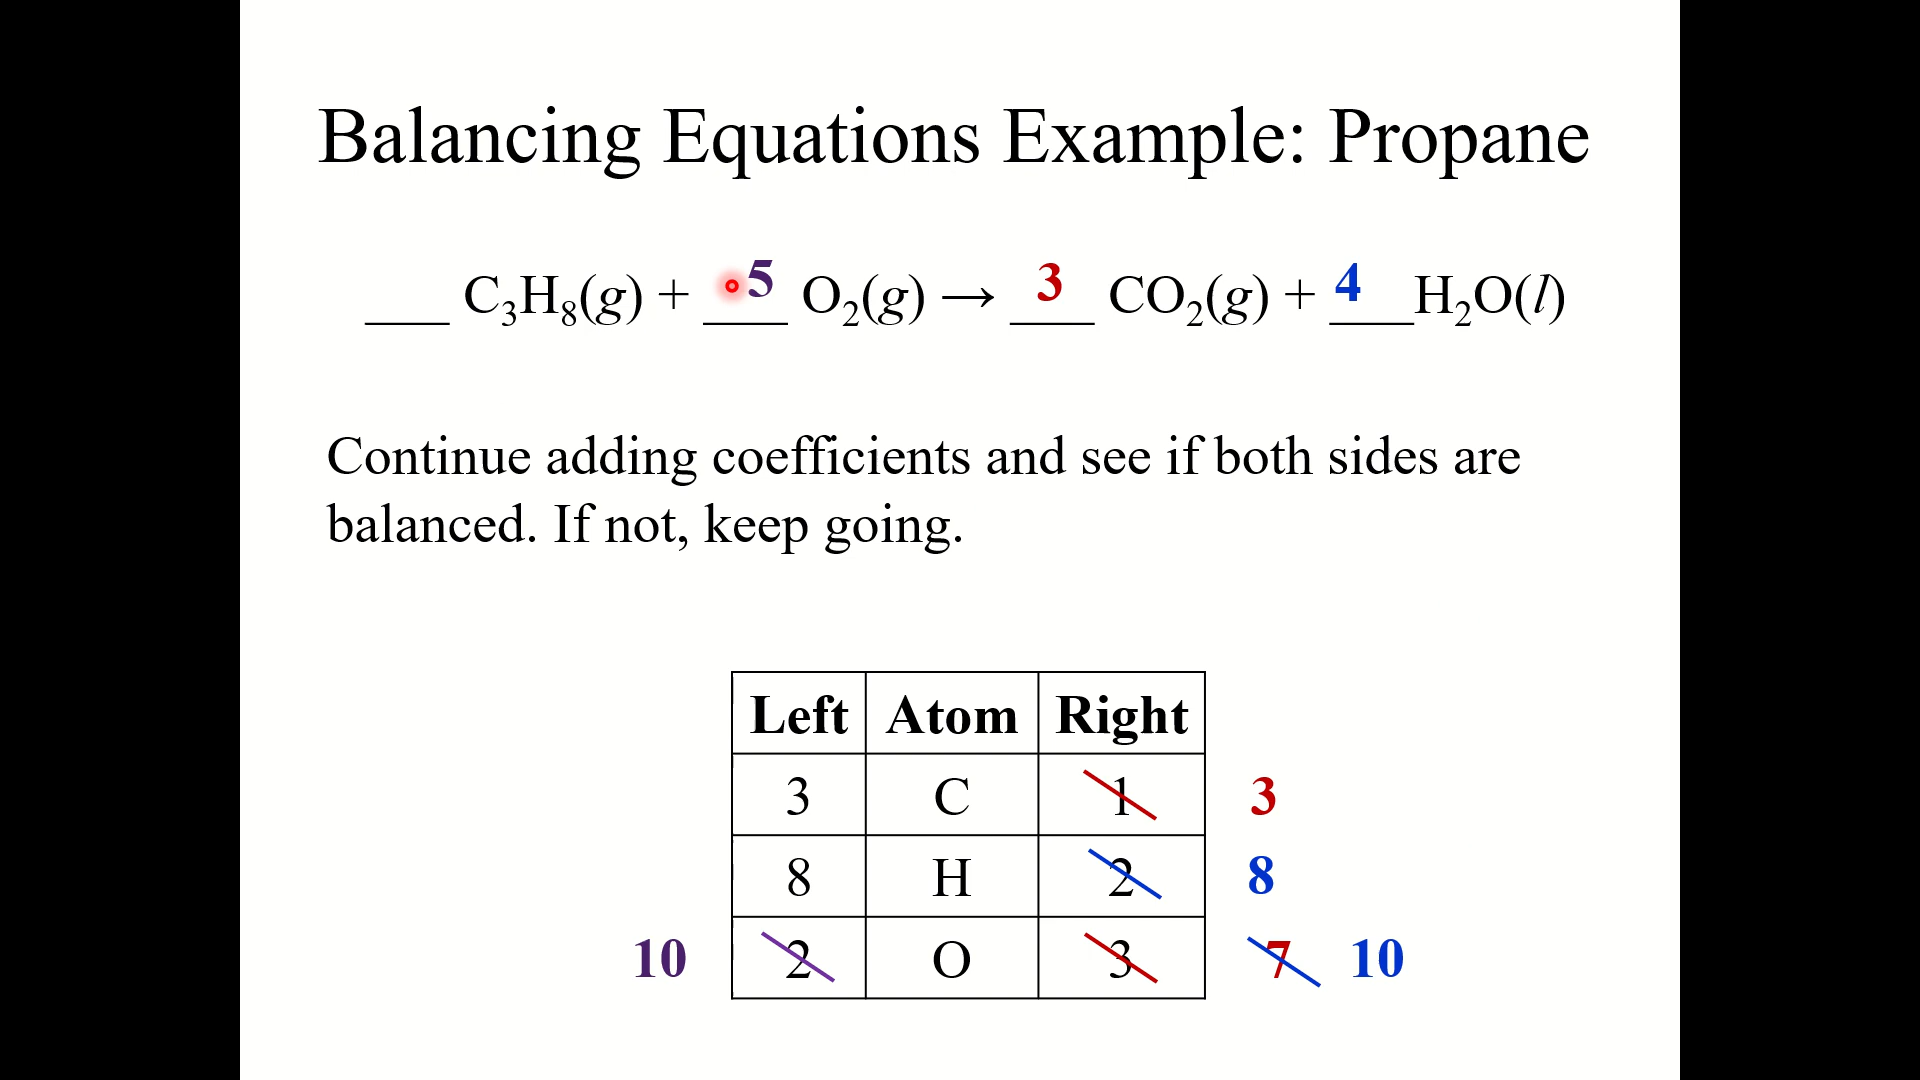 Balancing Equations Example: Propane
___ C₃H₈(g) + 5 O₂(g) → 3 CO₂(g) + 4 H₂O(l)
Continue adding coefficients and see if both sides are
balanced. If not, keep going.
Left Atom Right
3 C 1 3
8 H 2 8
10 2 O 3 7 10